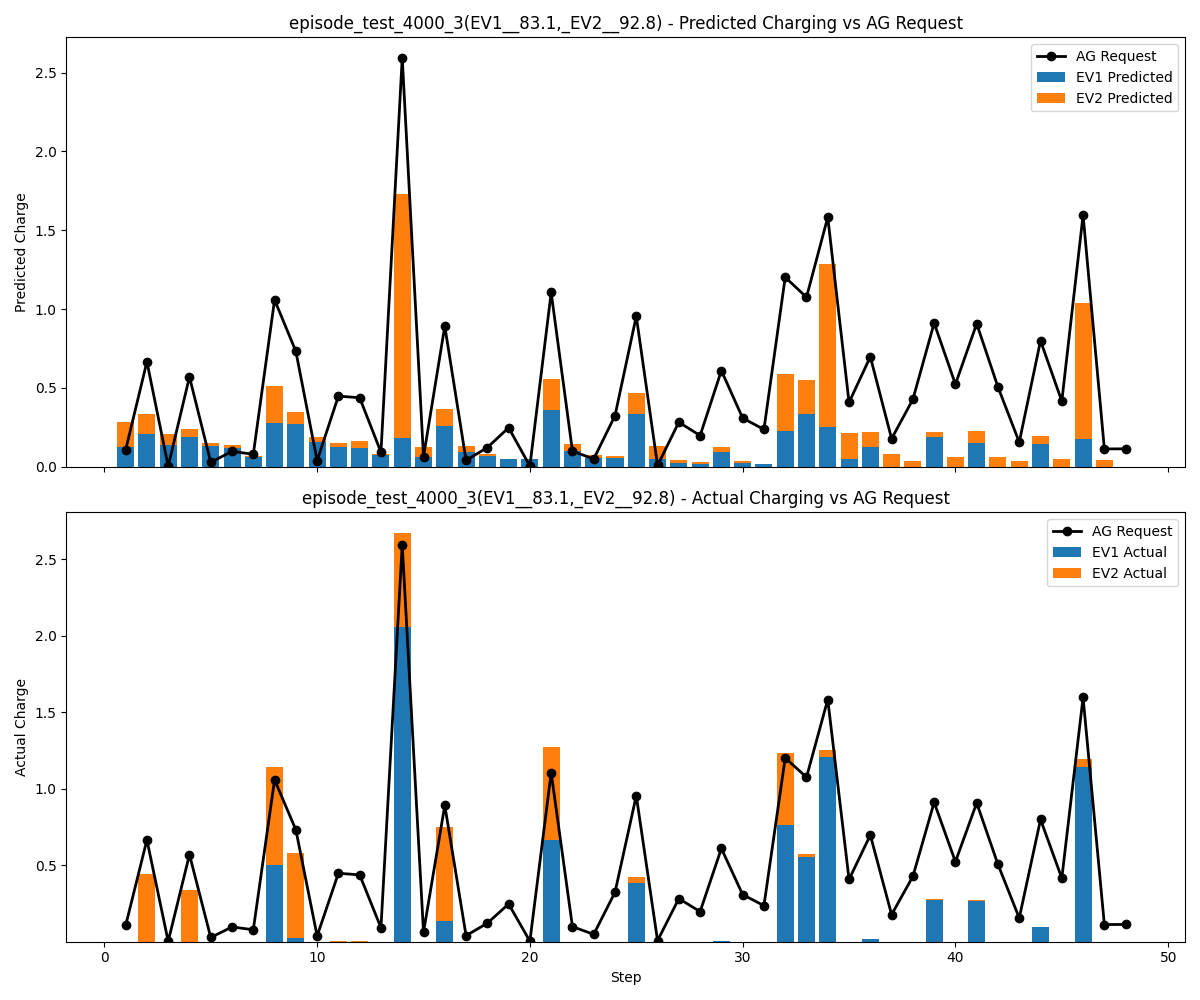 episode_test_4000_3(EV1__83.1,_EV2__92.8) - Predicted Charging vs AG Request
AG Request
EV1 Predicted
EV2 Predicted
Predicted Charge
2.5
2.0
1.5
1.0
0.5
0.0
episode_test_4000_3(EV1__83.1,_EV2__92.8) - Actual Charging vs AG Request
AG Request
EV1 Actual
EV2 Actual
Actual Charge
2.5
2.0
1.5
1.0
0.5
0 10 20 30 40 50
Step